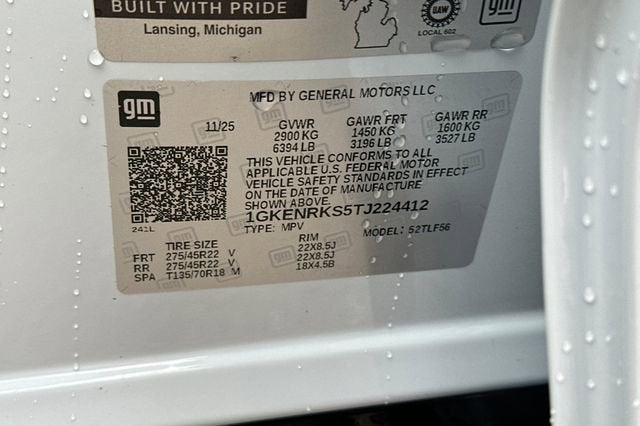 BUILT WITH PRIDE
Lansing, Michigan
UAW
LOCAL 602
gm
gm
MFD BY GENERAL MOTORS LLC
11/25 GVWR GAWR FRT GAWR RR
2900 KG 1450 KG 1600 KG
6394 LB 3196 LB 3527 LB
THIS VEHICLE CONFORMS TO ALL
APPLICABLE U.S. FEDERAL MOTOR
VEHICLE SAFETY STANDARDS IN EFFECT
ON THE DATE OF MANUFACTURE
SHOWN ABOVE.
1GKENRKS5TJ224412
TYPE: MPV MODEL: 52TLF56
241L
TIRE SIZE RIM
FRT 275/45R22 V 22X8.5J
RR 275/45R22 V 22X8.5J
SPA T135/70R18 M 18X4.5B